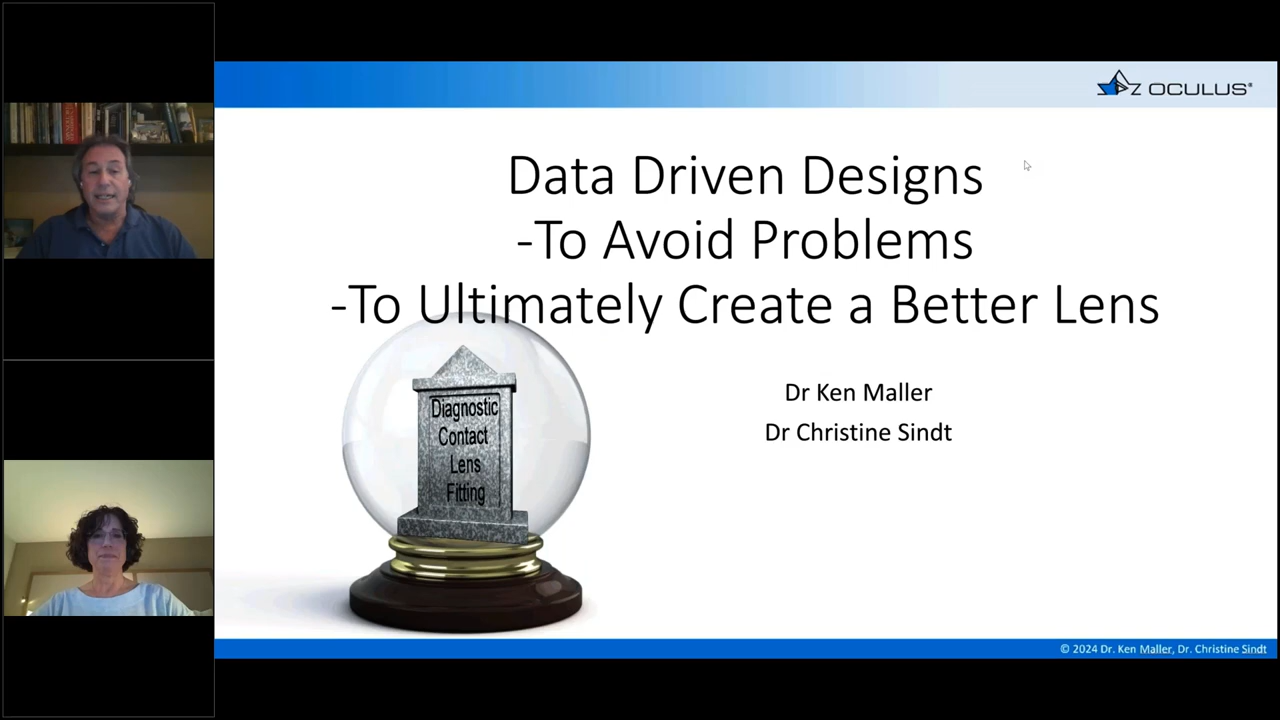 OCULUS®
Data Driven Designs
-To Avoid Problems
-To Ultimately Create a Better Lens
Dr Ken Maller
Dr Christine Sindt
Diagnostic
Contact
Lens
Fitting
© 2024 Dr. Ken Maller, Dr. Christine Sindt